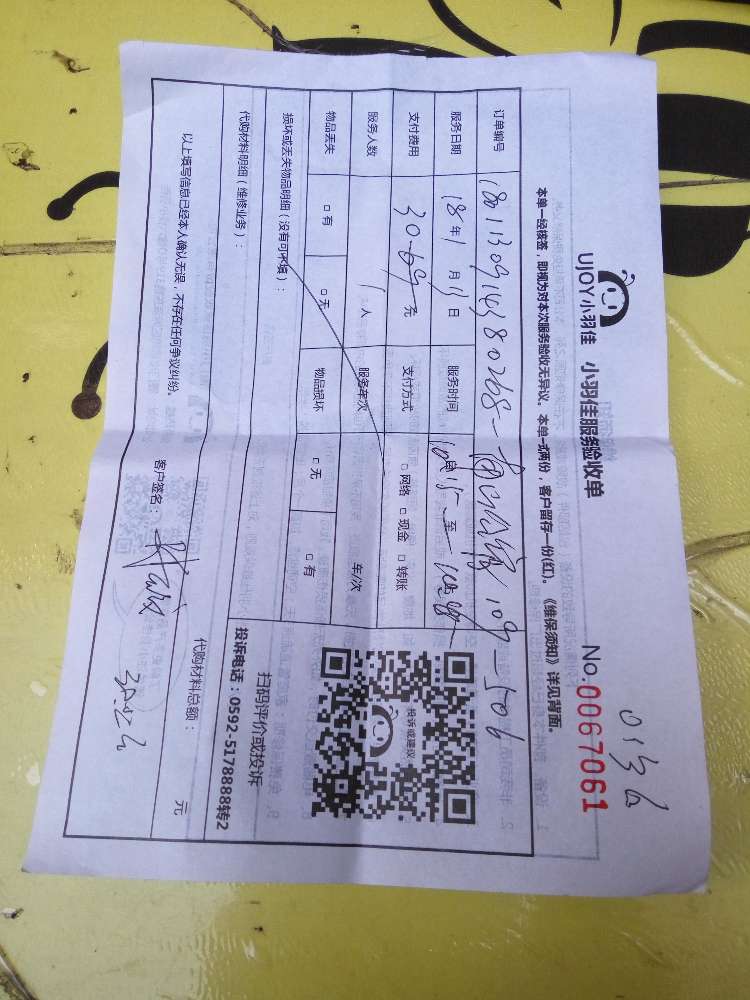 UJOY小羽佳 小羽佳服务验收单
No.0067061
本单一经核签，即视为对本次服务验收无异议。本单一式两份，客户留存一份(红)。《维保须知》详见背面。
订单编号
服务日期 18年1月13日 服务时间 至
支付费用 元 支付方式 □网络 □现金 □转账
服务人数 1人 服务车次 车/次
物品丢失 □有 □无 物品损坏 □无 □有
损坏或丢失物品明细（没有可不填）：
代购材料明细（维修业务）：
代购材料总额： 元
投诉或建议
扫码评价或投诉
投诉电话：0592-5178888转2
以上填写信息已经本人确认无误，不存在任何争议纠纷。
客户签名：